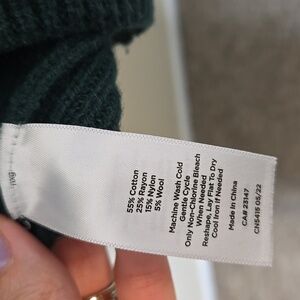 55% Cotton
25% Rayon
15% Nylon
5% Wool
Machine Wash Cold
Gentle Cycle
Only Non-Chlorine Bleach
When Needed
Reshape, Lay Flat To Dry
Cool Iron If Needed
Made in China
CA# 23147
CN5415 05/22